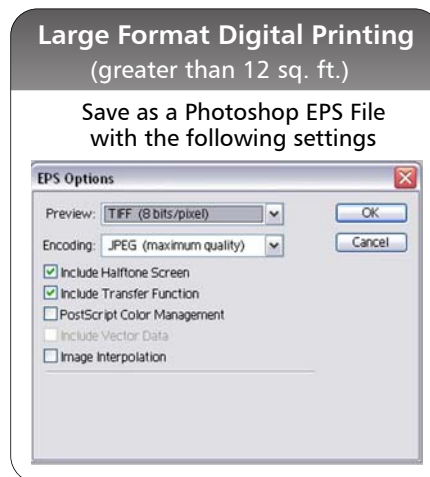 Large Format Digital Printing
(greater than 12 sq. ft.)
Save as a Photoshop EPS File
with the following settings
EPS Options
Preview: TIFF (8 bits/pixel) OK
Encoding: JPEG (maximum quality) Cancel
Include Halftone Screen
Include Transfer Function
PostScript Color Management
Include Vector Data
Image Interpolation